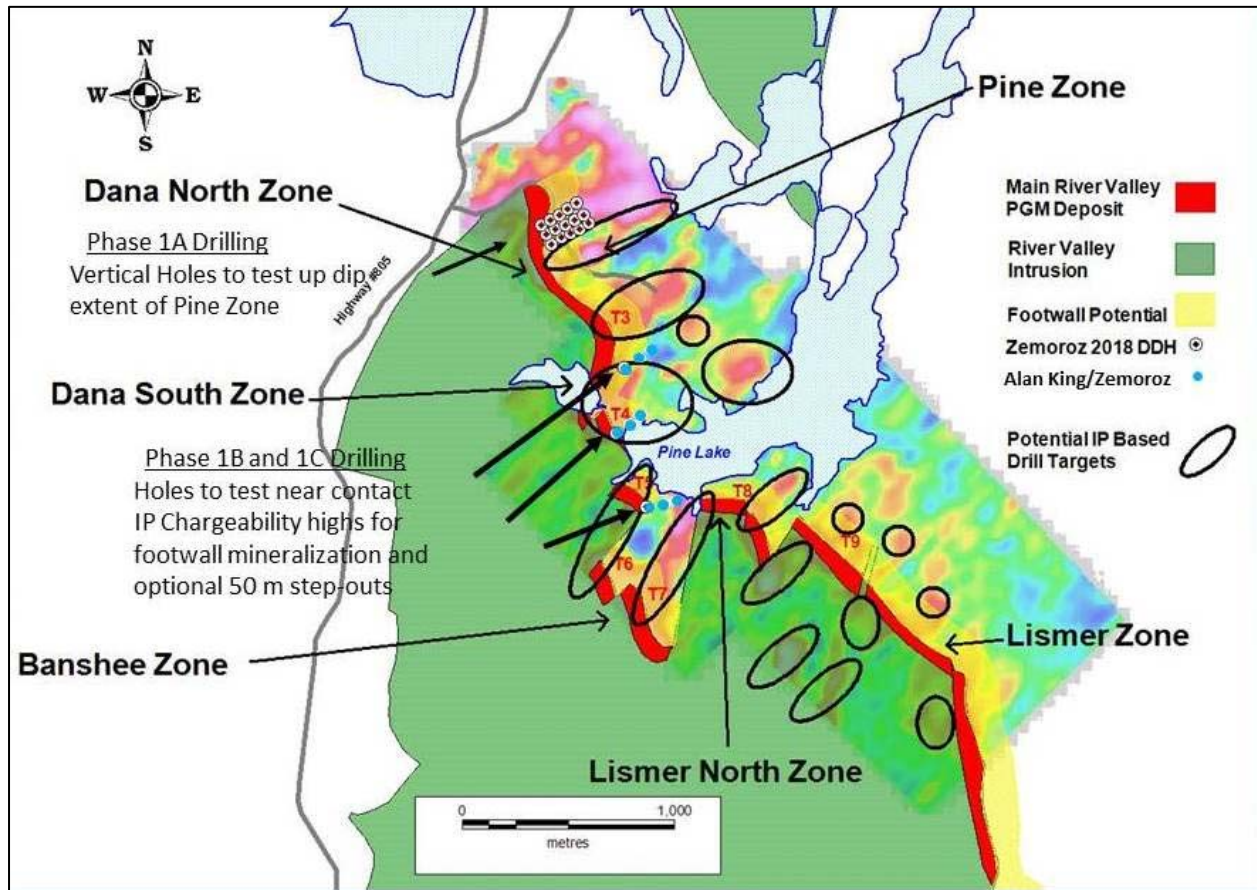 N
W
E
S
Pine Zone
Dana North Zone
Phase 1A Drilling
Vertical Holes to test up dip
extent of Pine Zone
Highway #805
Main River Valley
PGM Deposit
River Valley
Intrusion
Footwall Potential
Zemoroz 2018 DDH
Alan King/Zemoroz
Potential IP Based
Drill Targets
T3
Dana South Zone
T4
Pine Lake
Phase 1B and 1C Drilling
Holes to test near contact
IP Chargeability highs for
footwall mineralization and
optional 50 m step-outs
T5
T8
T9
T6
T7
Lismer Zone
Banshee Zone
Lismer North Zone
0
1,000
metres